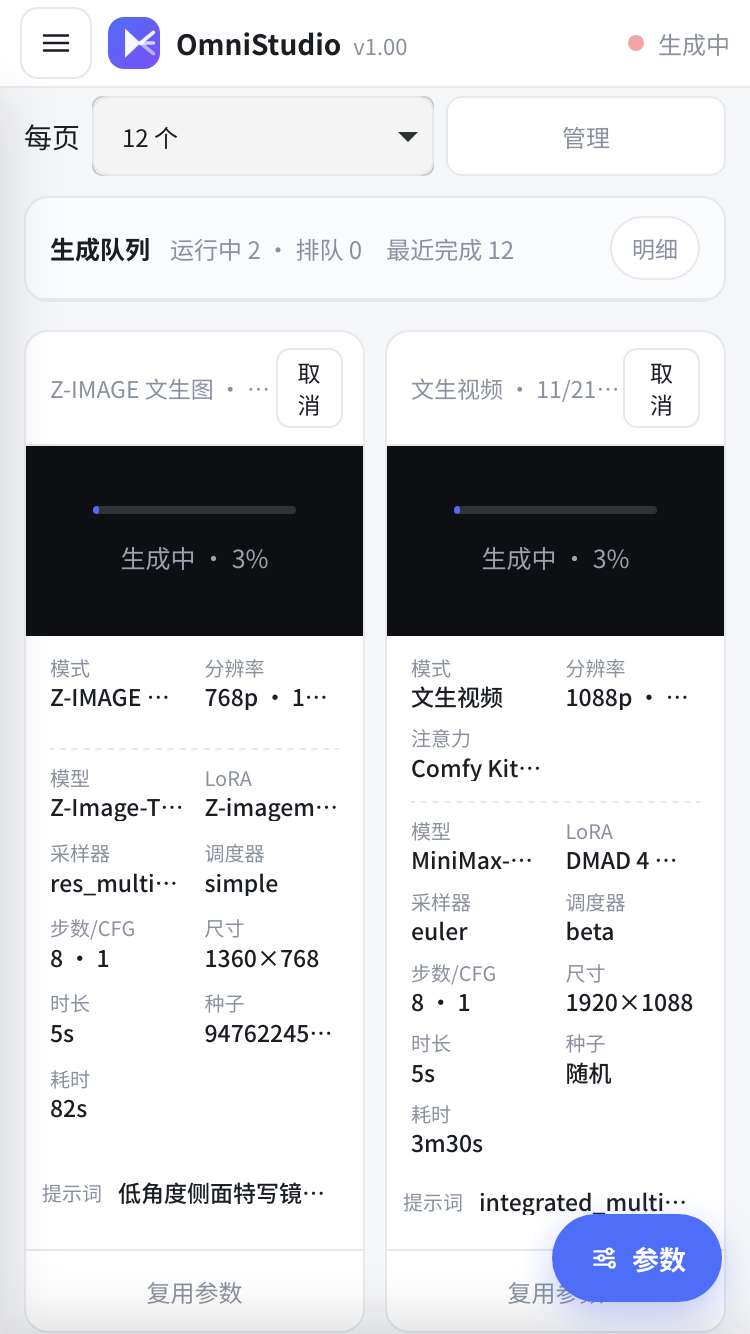 OmniStudio v1.00
生成中
每页
12 个
管理
生成队列 运行中 2 · 排队 0 最近完成 12
明细
Z-IMAGE 文生图 · ···
取消
生成中 · 3%
模式
Z-IMAGE ···
分辨率
768p · 1···
模型
Z-Image-T···
LoRA
Z-imagem···
采样器
res_multi···
调度器
simple
步数/CFG
8 · 1
尺寸
1360×768
时长
5s
种子
94762245···
耗时
82s
提示词 低角度侧面特写镜···
复用参数
文生视频 · 11/21···
取消
生成中 · 3%
模式
文生视频
分辨率
1088p · ···
注意力
Comfy Kit···
模型
MiniMax-···
LoRA
DMAD 4 ···
采样器
euler
调度器
beta
步数/CFG
8 · 1
尺寸
1920×1088
时长
5s
种子
随机
耗时
3m30s
提示词 integrated_multi···
复用参数
参数